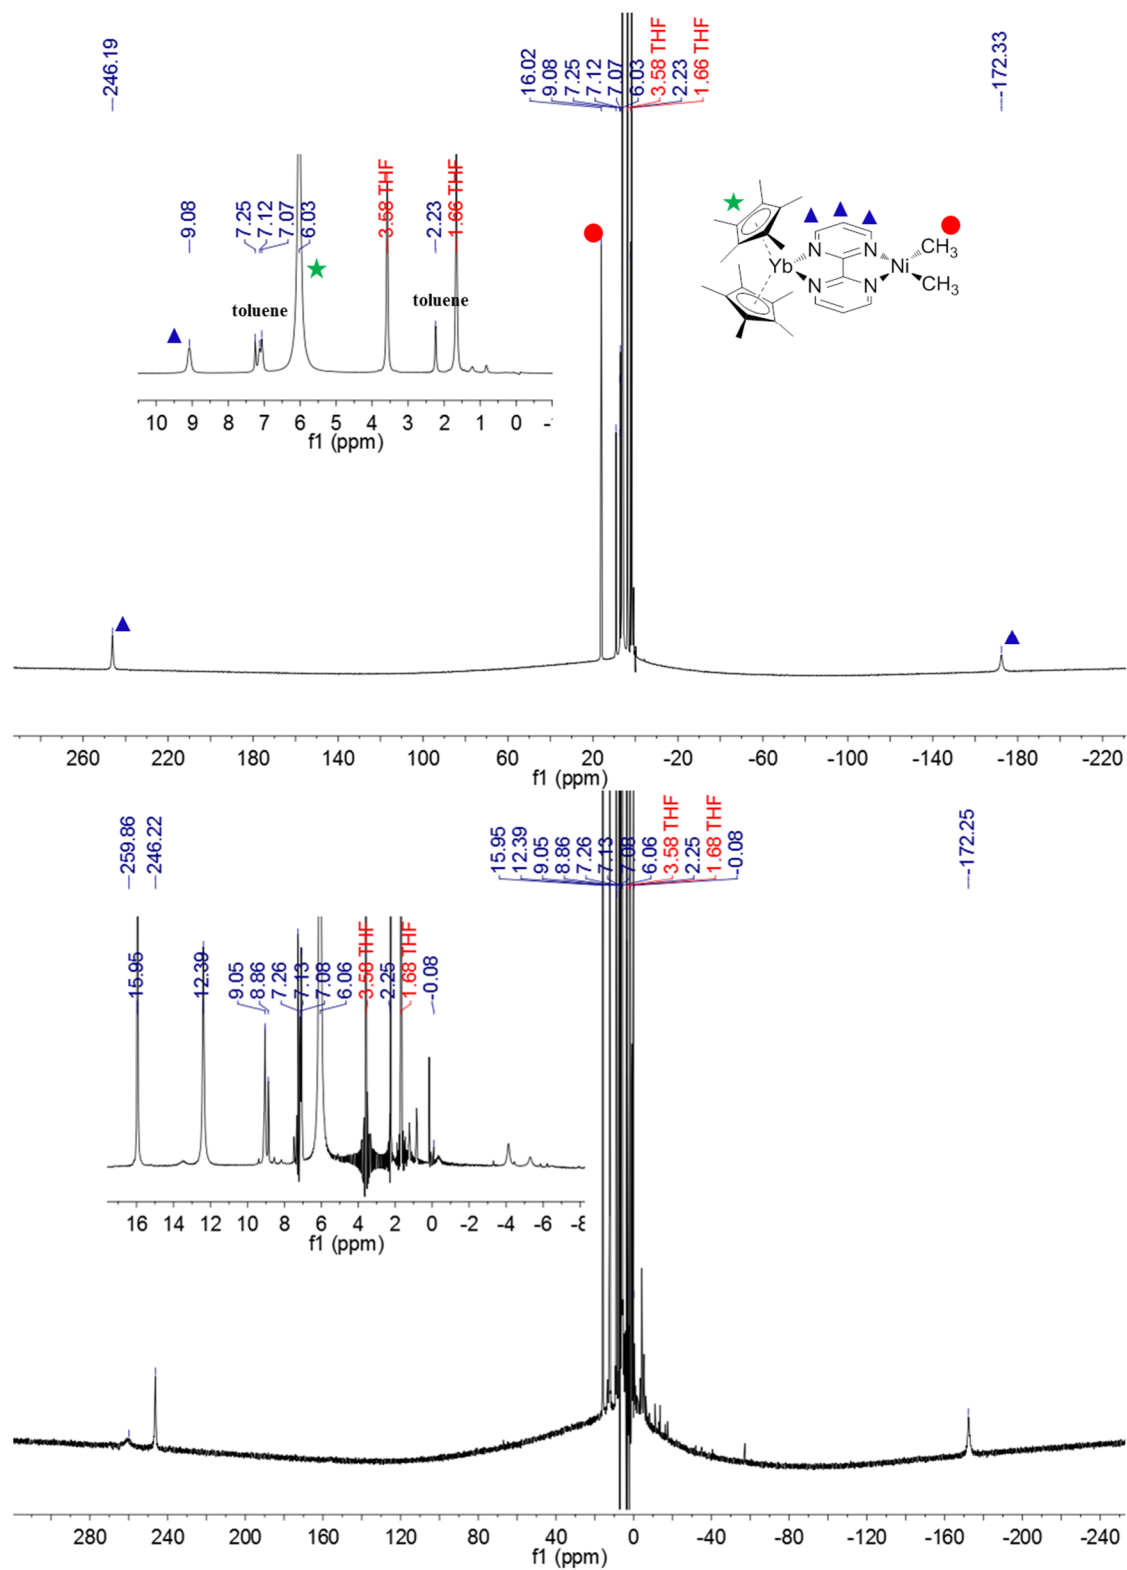 246.19
16.02
9.08
7.25
7.12
7.07
6.03
3.58 THF
2.23
1.66 THF
-172.33
9.08
7.25
7.12
7.07
6.03
3.58 THF
2.23
1.66 THF
toluene
toluene
10 9 8 7 6 5 4 3 2 1 0
f1 (ppm)
Yb
N
N
N
N
Ni
CH3
CH3
260 220 180 140 100 60 20 -20 -60 -100 -140 -180 -220
f1 (ppm)
259.86
246.22
15.95
12.39
9.05
8.86
7.26
7.13
7.08
6.06
3.58 THF
2.25
1.68 THF
-0.08
-172.25
15.95
12.39
9.05
8.86
7.26
7.13
7.08
6.06
3.58 THF
2.25
1.68 THF
-0.08
16 14 12 10 8 6 4 2 0 -2 -4 -6
f1 (ppm)
280 240 200 160 120 80 40 0 -40 -80 -120 -160 -200 -240
f1 (ppm)